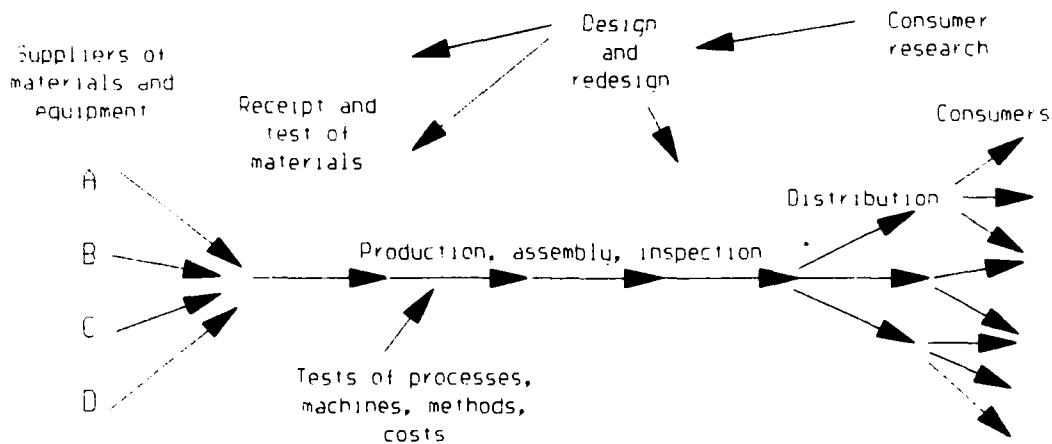 Suppliers of
materials and
equipment
Receipt and
test of
materials
Design
and
redesign
Consumer
research
Consumers
A
B
C
D
Distribution
Production, assembly, inspection
Tests of processes,
machines, methods,
costs